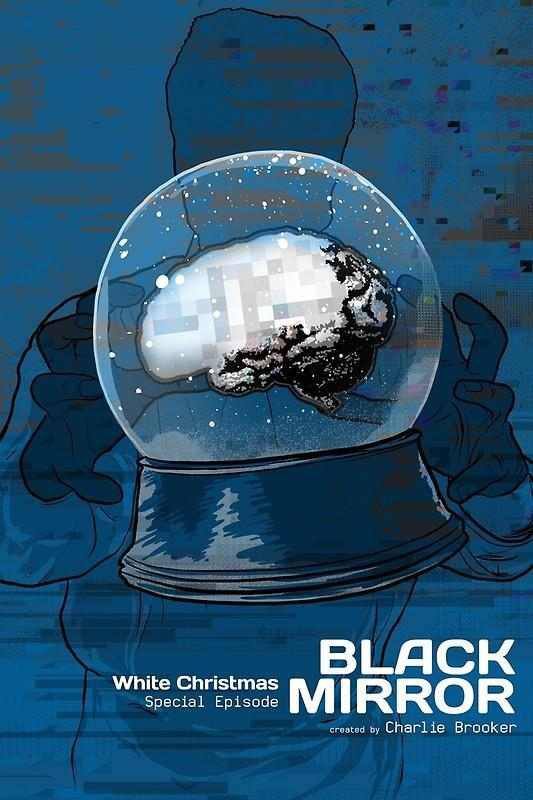 BLACK
MIRROR
White Christmas
Special Episode
created by Charlie Brooker